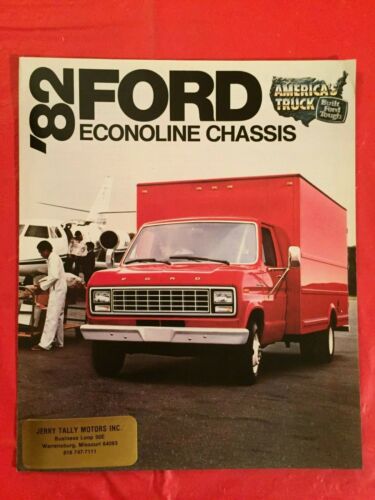 '82 FORD
ECONOLINE CHASSIS
AMERICA'S
TRUCK
Built
Ford
Tough
FORD
JERRY TALLY MOTORS INC.
Business Loop 50E
Warrensburg, Missouri 64093
816 747-7111